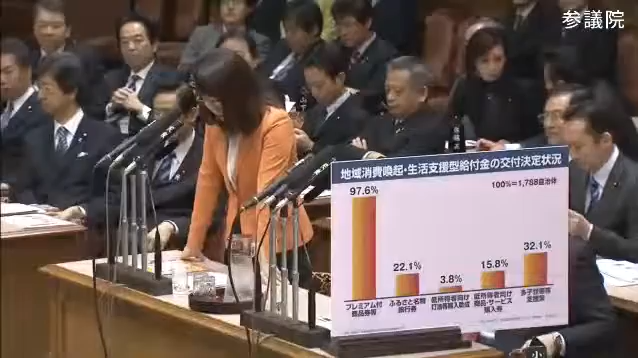 参議院
地域消費喚起・生活支援型給付金の交付決定状況
100%=1,788自治体
97.6%
22.1%
3.8%
15.8%
32.1%
プレミアム付
商品券等
ふるさと名物
旅行券
低所得者向け
灯油等購入助成
低所得者向け
商品・サービス
購入券
多子世帯等
支援策